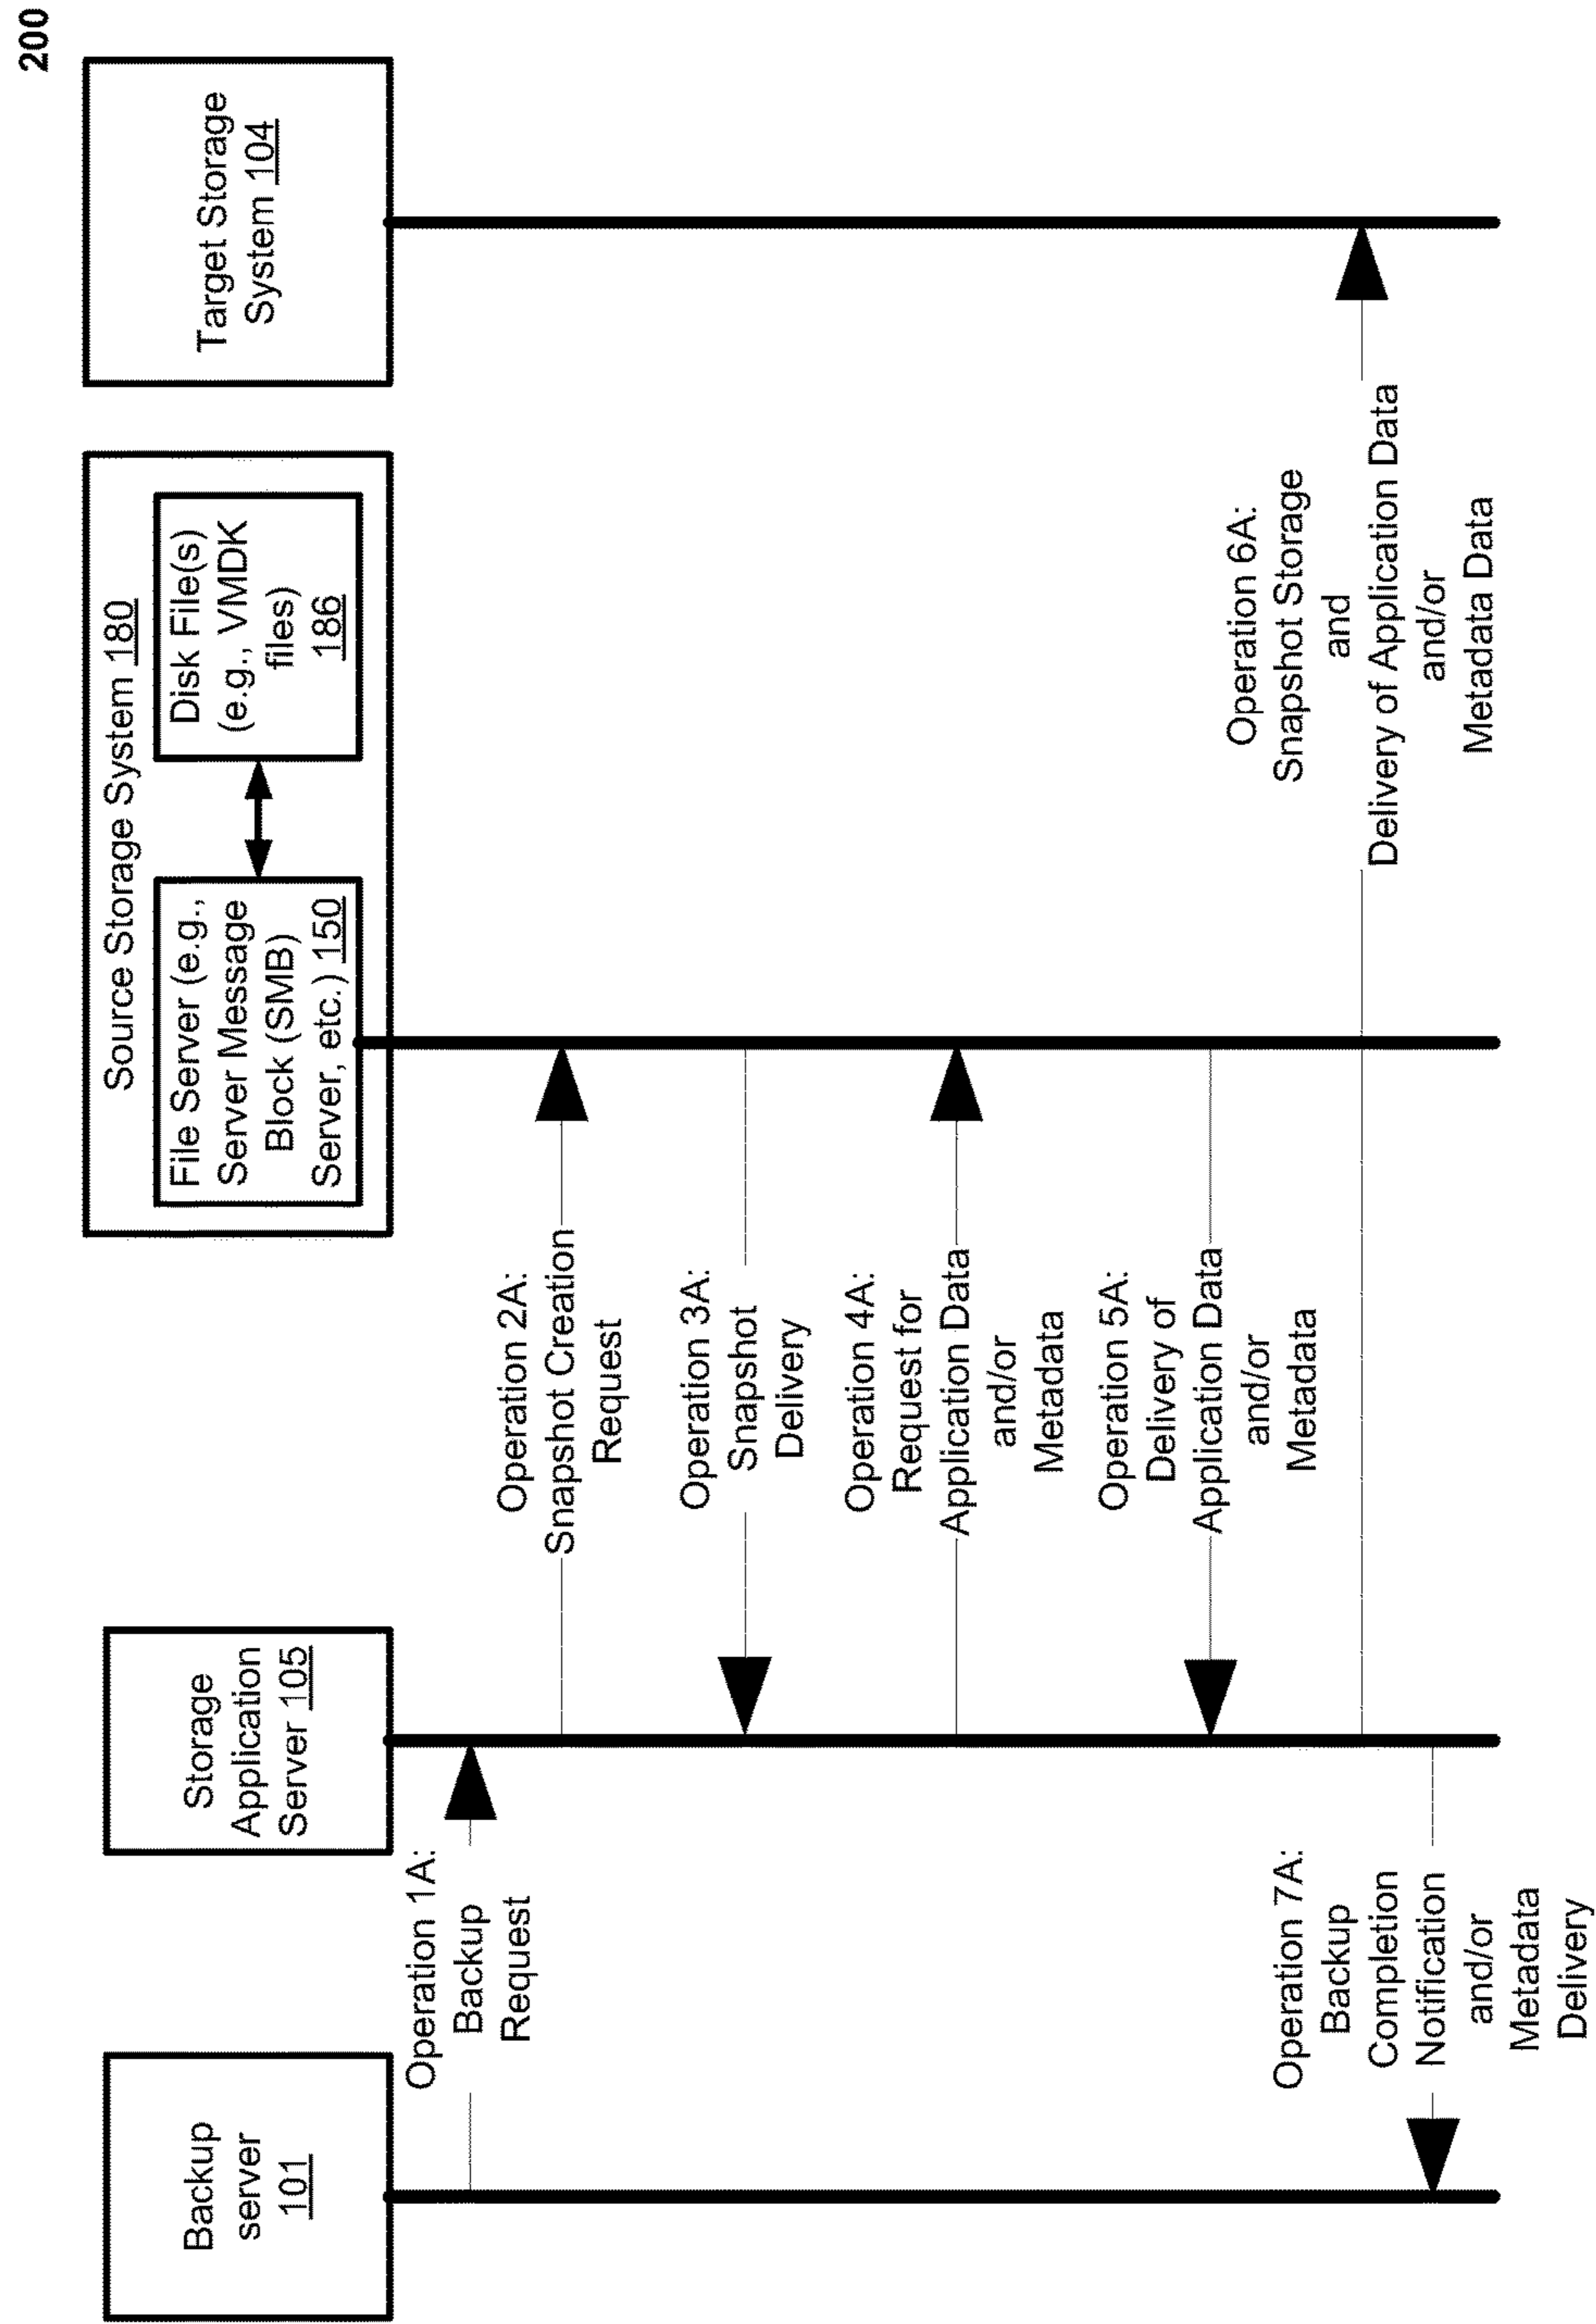 200
Backup
server
101
Storage
Application
Server 105
Source Storage System 180
File Server (e.g.,
Server Message
Block (SMB)
Server, etc.) 150
Disk File(s)
(e.g., VMDK
files)
186
Target Storage
System 104
Operation 1A:
Backup
Request
Operation 2A:
Snapshot Creation
Request
Operation 3A:
Snapshot
Delivery
Operation 4A:
Request for
Application Data
and/or
Metadata
Operation 5A:
Delivery of
Application Data
and/or
Metadata
Operation 6A:
Snapshot Storage
and
Delivery of Application Data
and/or
Metadata Data
Operation 7A:
Backup
Completion
Notification
and/or
Metadata
Delivery